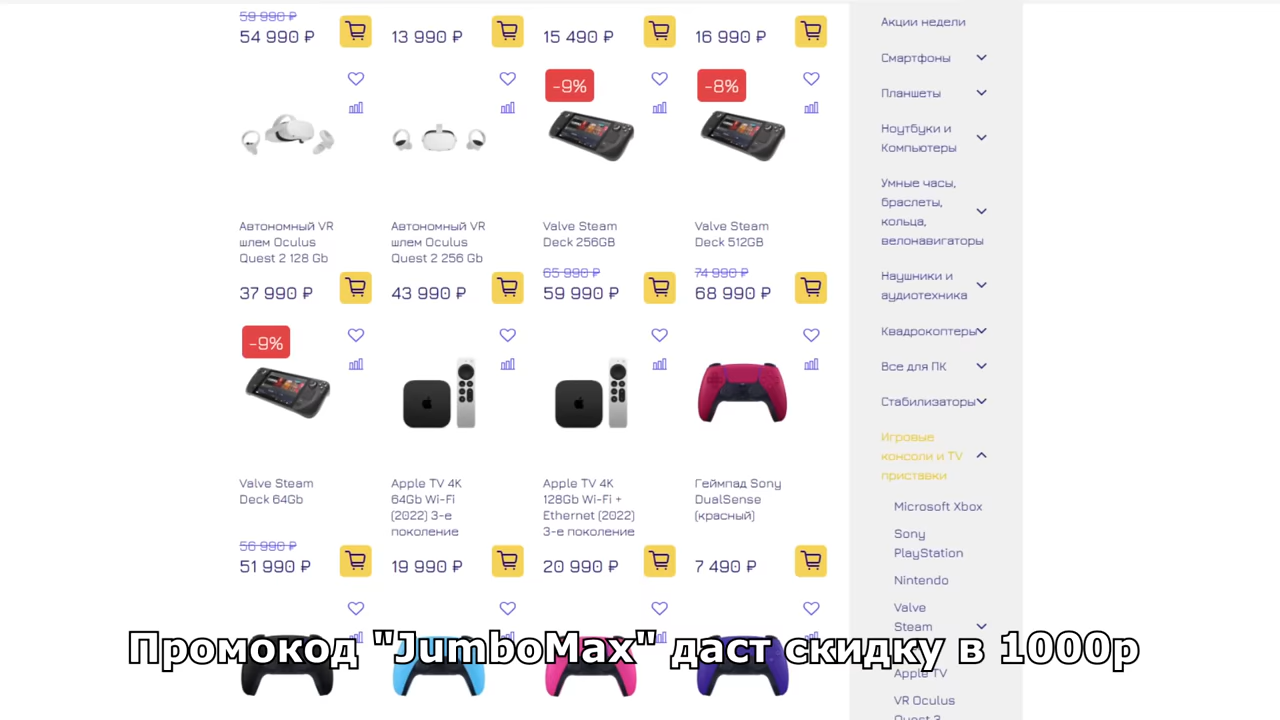 59 990 ₽
54 990 ₽
13 990 ₽
15 490 ₽
16 990 ₽
-9%
-8%
Автономный VR
шлем Oculus
Quest 2 128 Gb
Автономный VR
шлем Oculus
Quest 2 256 Gb
Valve Steam
Deck 256GB
Valve Steam
Deck 512GB
37 990 ₽
43 990 ₽
65 990 ₽
59 990 ₽
74 990 ₽
68 990 ₽
-9%
Valve Steam
Deck 64Gb
Apple TV 4K
64Gb Wi-Fi
(2022) 3-е
поколение
Apple TV 4K
128Gb Wi-Fi +
Ethernet (2022)
3-е поколение
Геймпад Sony
DualSense
(красный)
56 990 ₽
51 990 ₽
19 990 ₽
20 990 ₽
7 490 ₽
Акции недели
Смартфоны
Планшеты
Ноутбуки и
Компьютеры
Умные часы,
браслеты,
кольца,
велонавигаторы
Наушники и
аудиотехника
Квадрокоптеры
Все для ПК
Стабилизаторы
Игровые
консоли и TV
приставки
Microsoft Xbox
Sony
PlayStation
Nintendo
Valve
Steam
Apple TV
VR Oculus
Quest 3
Промокод "JumboMax" даст скидку в 1000р